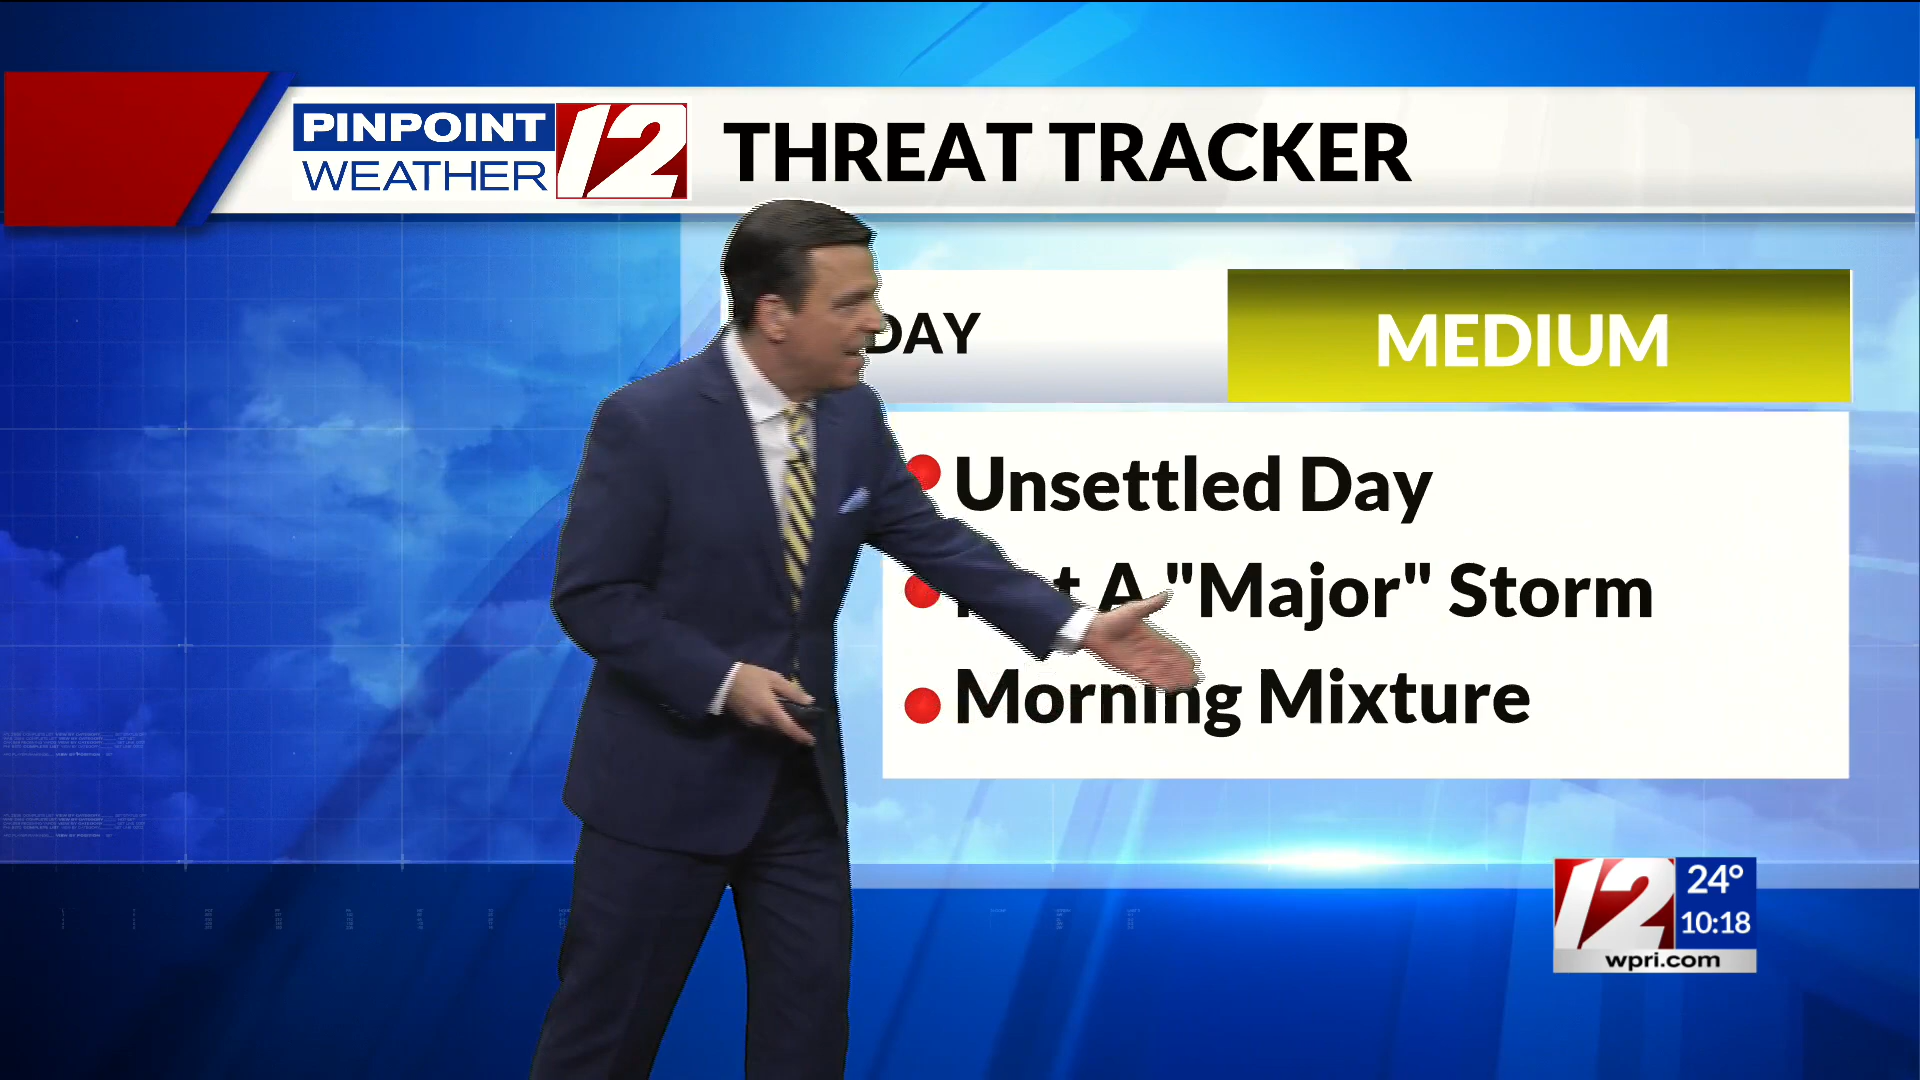 PINPOINT
WEATHER
12
THREAT TRACKER
DAY
MEDIUM
Unsettled Day
A "Major" Storm
Morning Mixture
12
24°
10:18
wpri.com